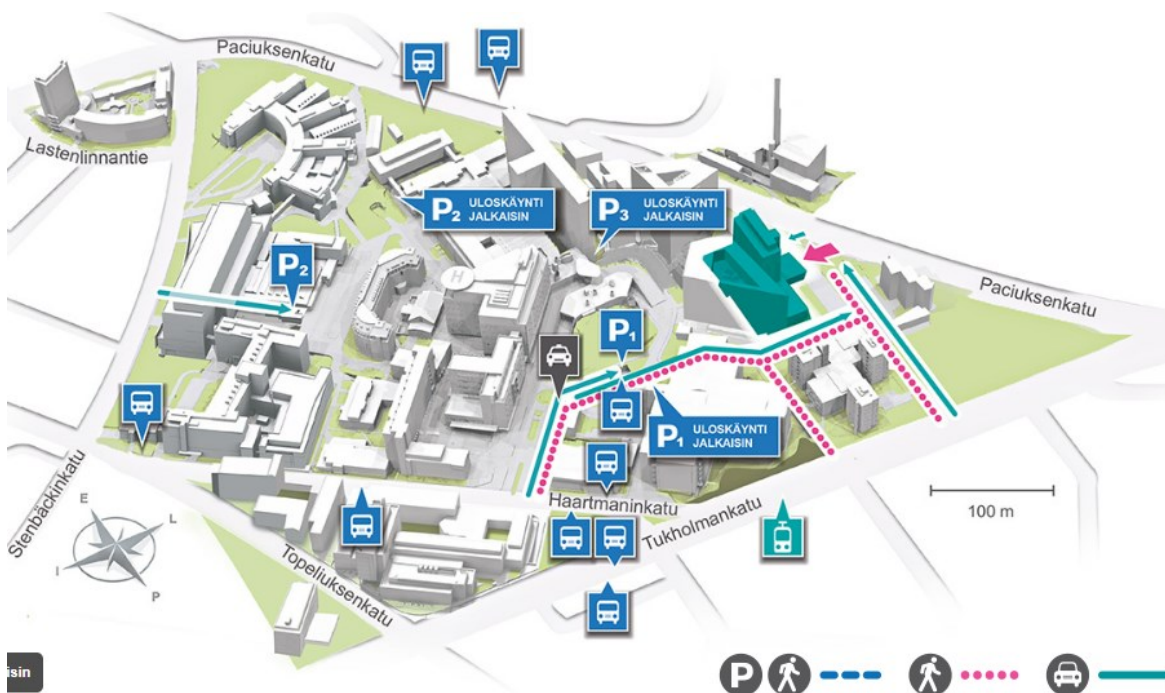 Paciuksenkatu
Lastenlinnantie
P2 ULOSKÄYNTI
JALKAISIN
P3 ULOSKÄYNTI
JALKAISIN
P2
H
Paciuksenkatu
P1
P1 ULOSKÄYNTI
JALKAISIN
Stenbäckinkatu
Haartmaninkatu
Tukholmankatu
100 m
Topeliuksenkatu
E
L
I
P
isin
P